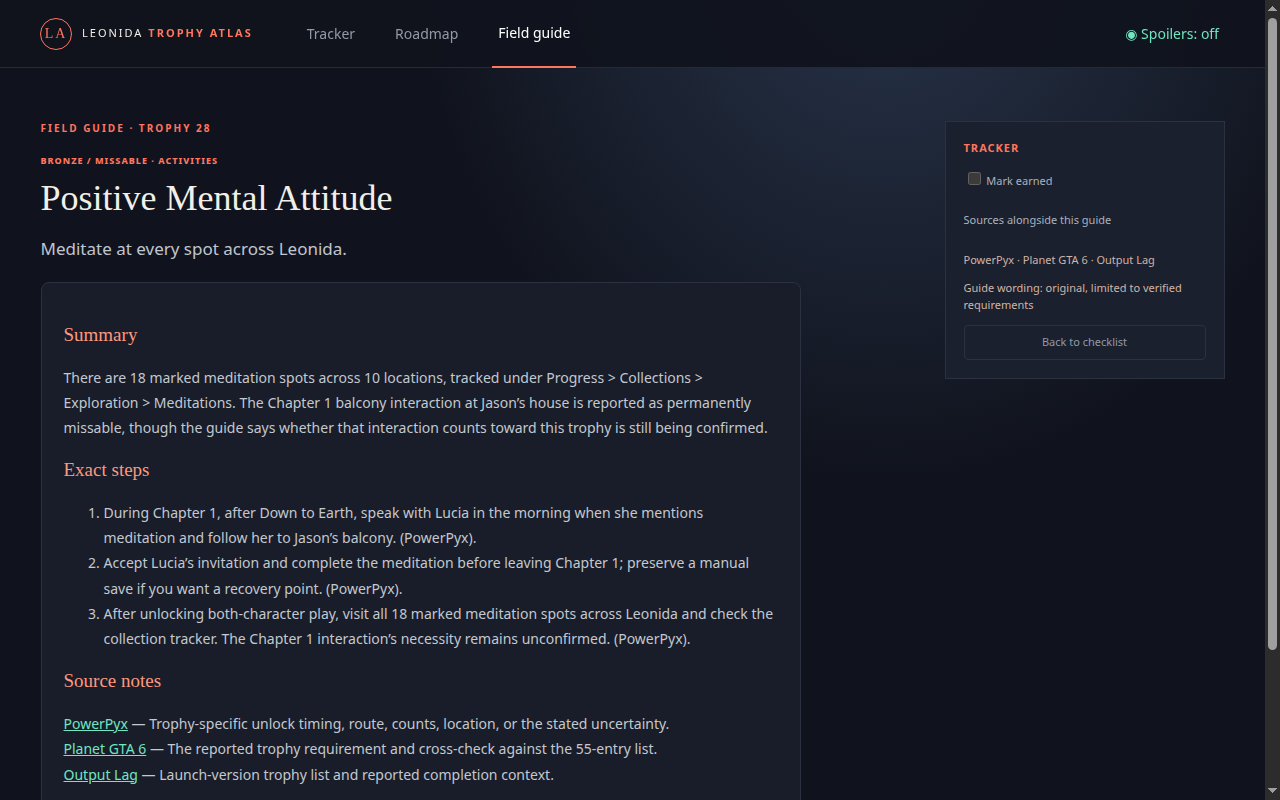 LA LEONIDA TROPHY ATLAS Tracker Roadmap Field guide ◉ Spoilers: off
FIELD GUIDE · TROPHY 28
BRONZE / MISSABLE · ACTIVITIES
Positive Mental Attitude
Meditate at every spot across Leonida.
Summary
There are 18 marked meditation spots across 10 locations, tracked under Progress > Collections >
Exploration > Meditations. The Chapter 1 balcony interaction at Jason’s house is reported as permanently
missable, though the guide says whether that interaction counts toward this trophy is still being confirmed.
Exact steps
1. During Chapter 1, after Down to Earth, speak with Lucia in the morning when she mentions
meditation and follow her to Jason’s balcony. (PowerPyx).
2. Accept Lucia’s invitation and complete the meditation before leaving Chapter 1; preserve a manual
save if you want a recovery point. (PowerPyx).
3. After unlocking both-character play, visit all 18 marked meditation spots across Leonida and check the
collection tracker. The Chapter 1 interaction’s necessity remains unconfirmed. (PowerPyx).
Source notes
PowerPyx — Trophy-specific unlock timing, route, counts, location, or the stated uncertainty.
Planet GTA 6 — The reported trophy requirement and cross-check against the 55-entry list.
Output Lag — Launch-version trophy list and reported completion context.
TRACKER
Mark earned
Sources alongside this guide
PowerPyx · Planet GTA 6 · Output Lag
Guide wording: original, limited to verified
requirements
Back to checklist